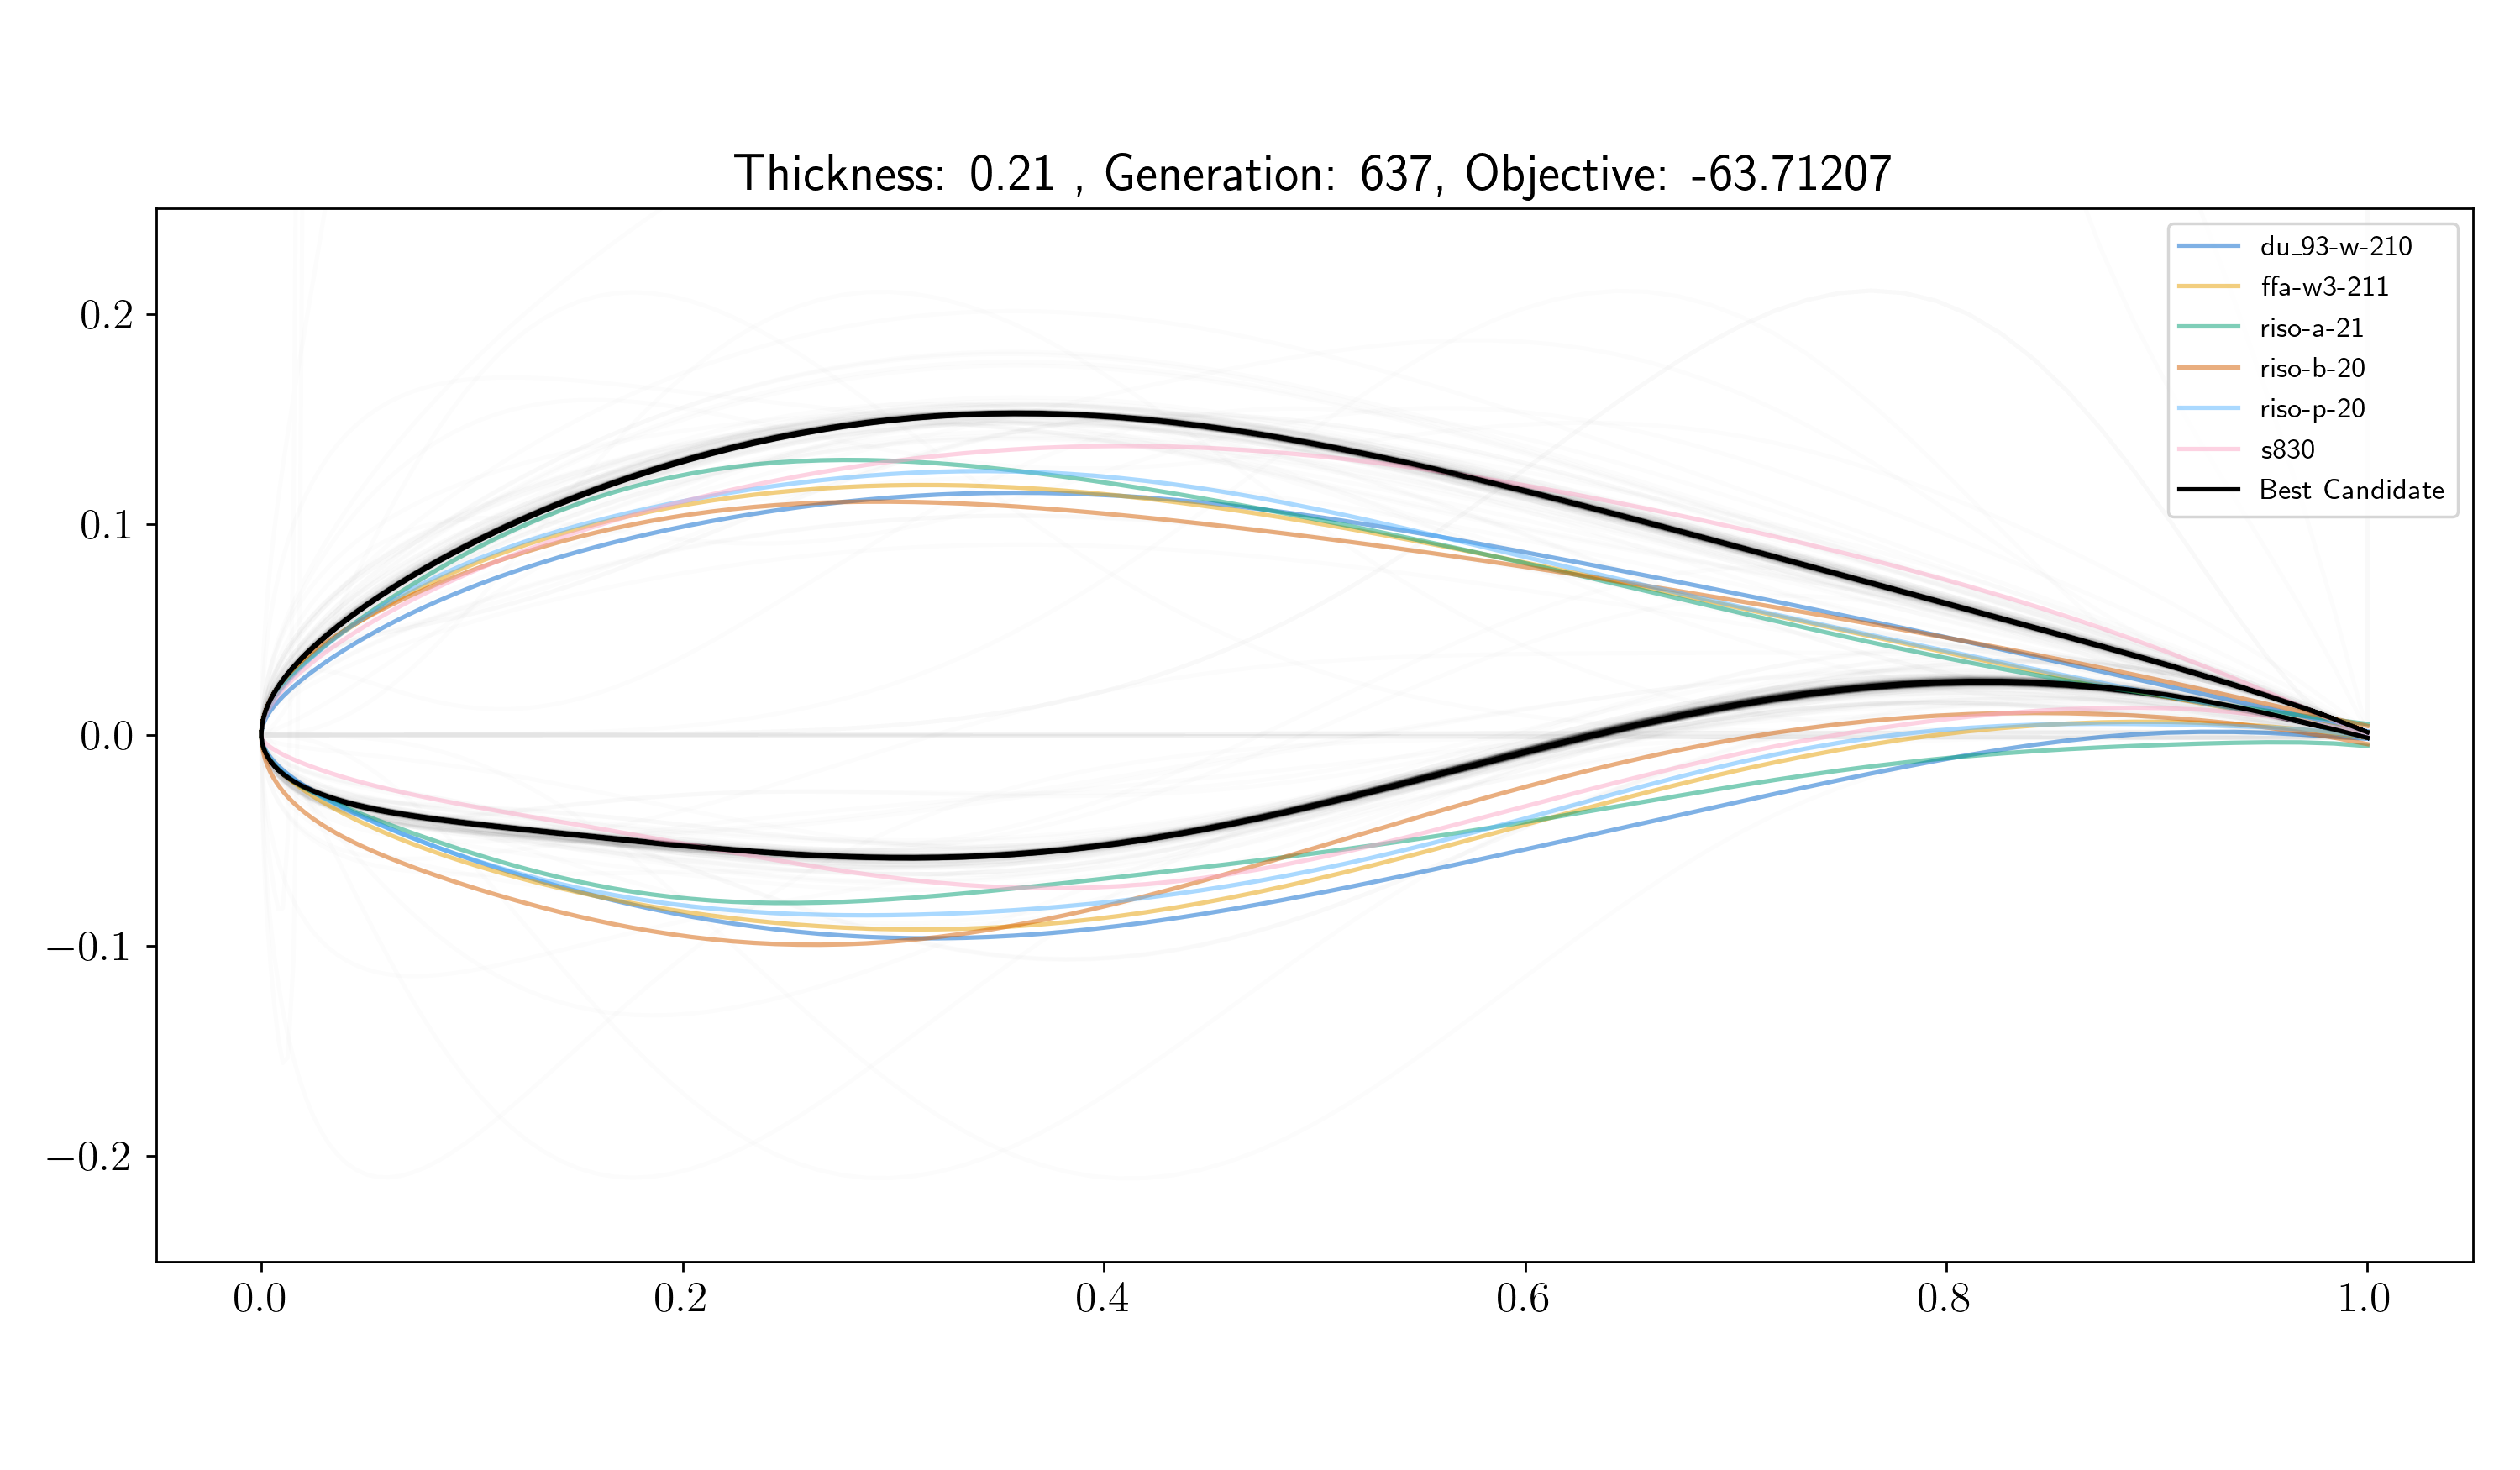 Thickness: 0.21 , Generation: 637, Objective: -63.71207
du_93-w-210
ffa-w3-211
riso-a-21
riso-b-20
riso-p-20
s830
Best Candidate
0.2
0.1
0.0
−0.1
−0.2
0.0 0.2 0.4 0.6 0.8 1.0